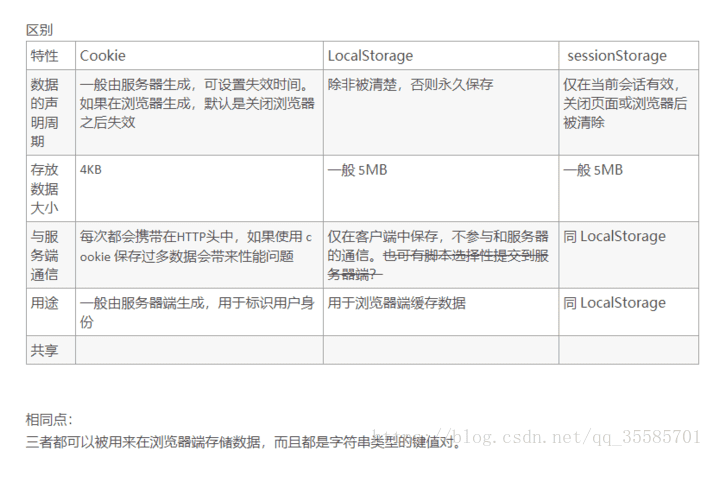 区别
特性 Cookie LocalStorage sessionStorage
数据 一般由服务器生成，可设置失效时间。 除非被清楚，否则永久保存 仅在当前会话有效，
的声 如果在浏览器生成，默认是关闭浏览器 关闭页面或浏览器后
明周 之后失效 被清除
期
存放 4KB 一般 5MB 一般 5MB
数据
大小
与服 每次都会携带在HTTP头中，如果使用 c 仅在客户端中保存，不参与和服务器 同 LocalStorage
务端 ookie 保存过多数据会带来性能问题 的通信。也可有脚本选择性提交到服
通信 务器端？
用途 一般由服务器端生成，用于标识用户身 用于浏览器端缓存数据 同 LocalStorage
份
共享
相同点：
三者都可以被用来在浏览器端存储数据，而且都是字符串类型的键值对。
https://blog.csdn.net/qq_35585701